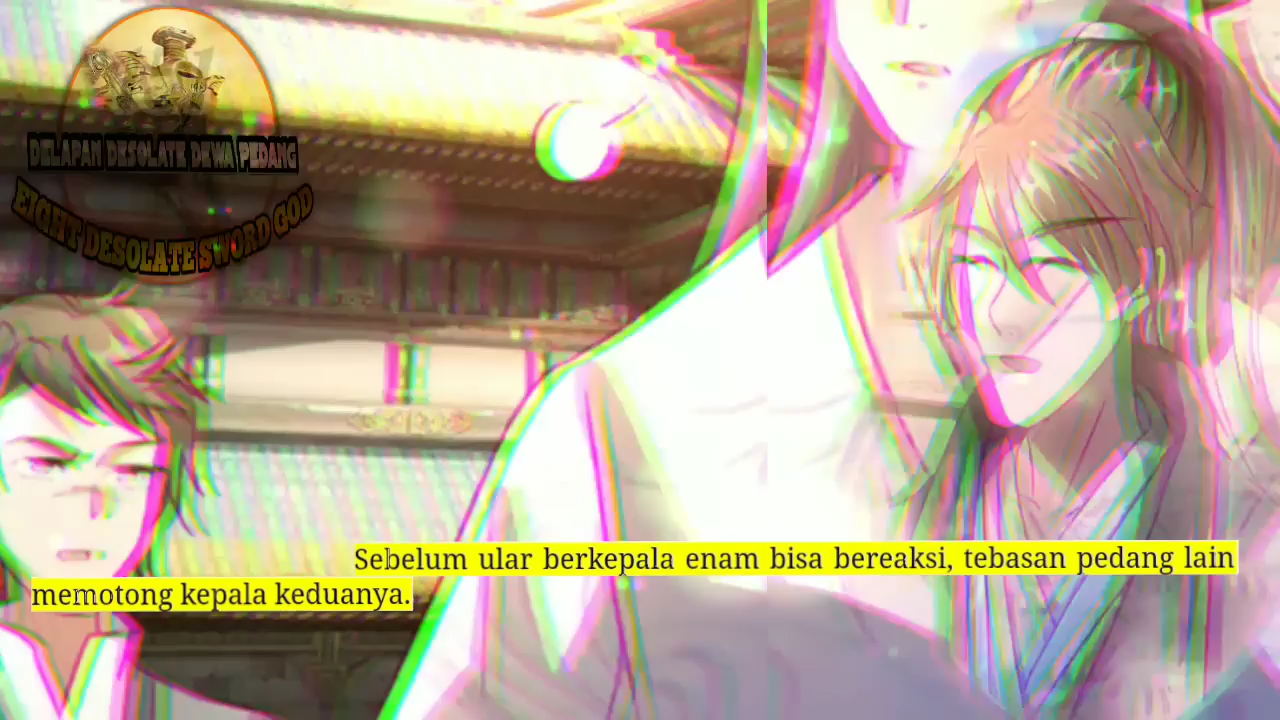 DELAPAN DESOLATE DEWA PEDANG
EIGHT DESOLATE SWORD GOD
Sebelum ular berkepala enam bisa bereaksi, tebasan pedang lain
memotong kepala keduanya.